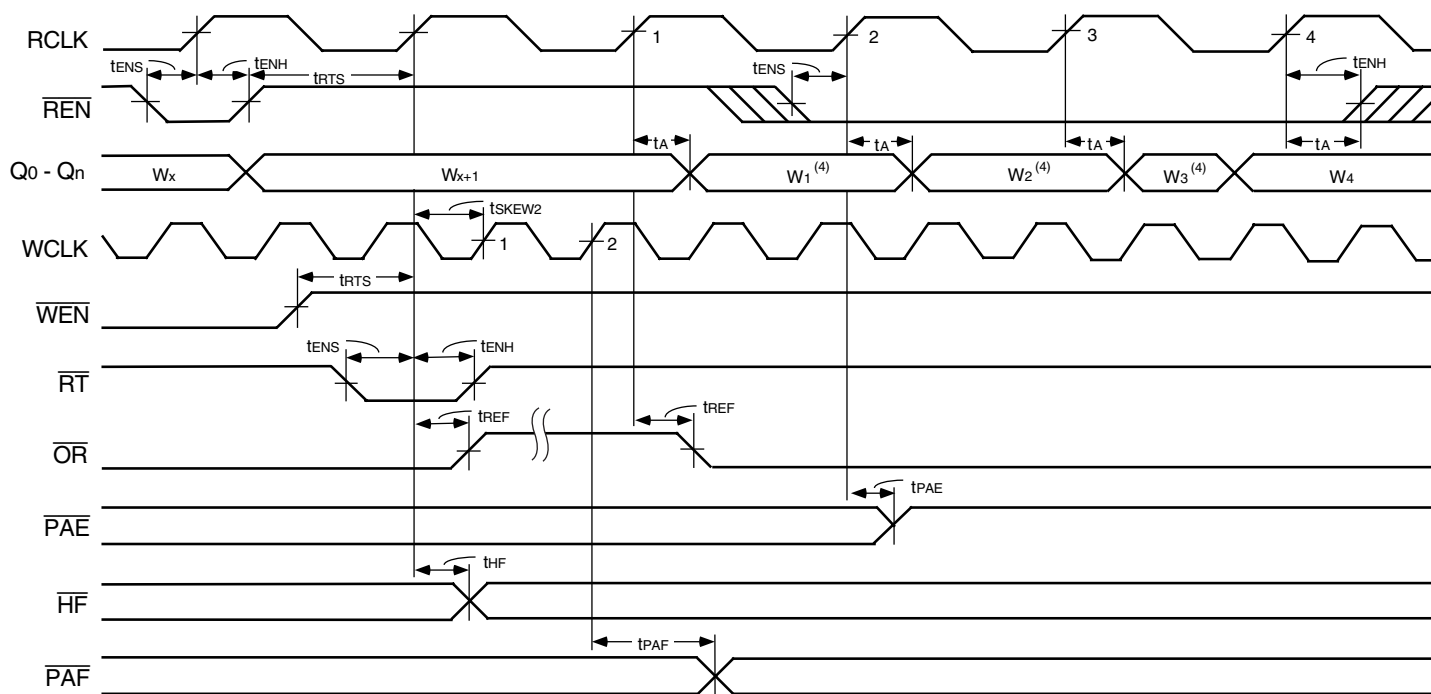 RCLK 1 2 3 4
tENS tENH tRTS tENS tENH
REN
tA tA tA tA
Q0 - Qn Wx Wx+1 W1(4) W2(4) W3(4) W4
tSKEW2
WCLK 1 2
tRTS
WEN
tENS tENH
RT
tREF tREF
OR
tPAE
PAE
tHF
HF
tPAF
PAF